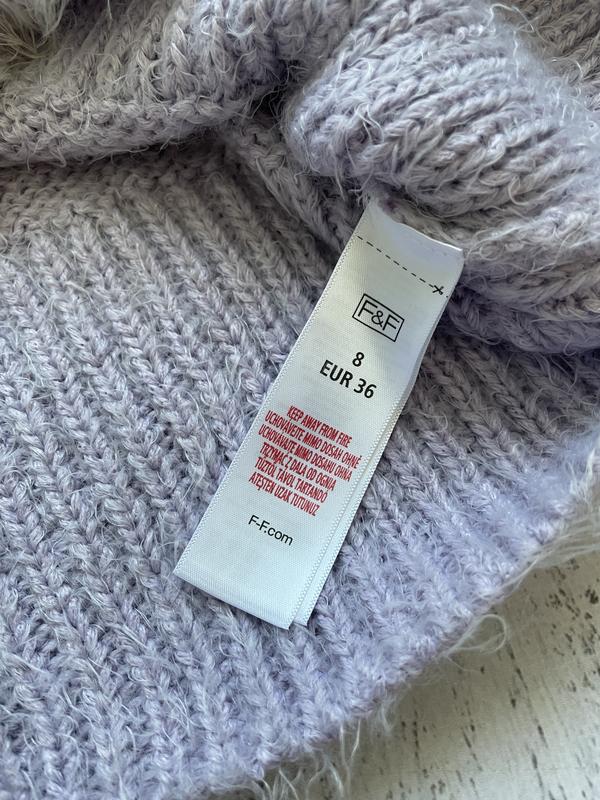 F&F
8
EUR 36
KEEP AWAY FROM FIRE
UCHOVÁVEJTE MIMO DOSAH OHNĚ
UCHOVÁVAJTE MIMO DOSAHU OHŇA
TRZYMAĆ Z DALA OD OGNIA
TŰZTŐL TÁVOL TARTANDÓ
ATEŞTEN UZAK TUTUNUZ
F-F.com